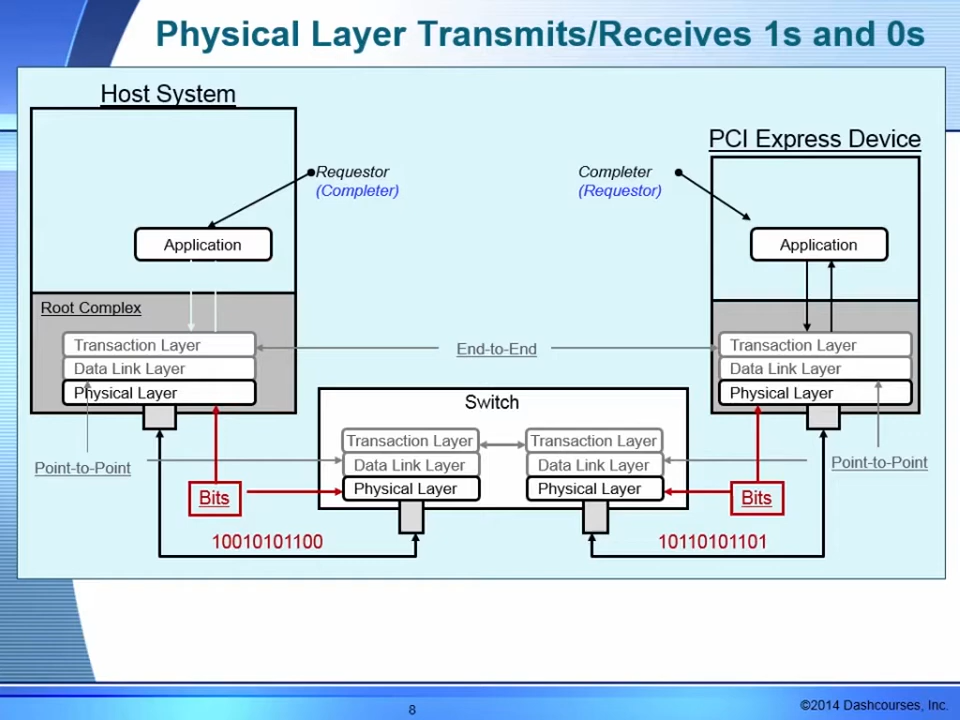 Physical Layer Transmits/Receives 1s and 0s
Host System
PCI Express Device
Requestor
(Completer)
Completer
(Requestor)
Application
Application
Root Complex
Transaction Layer
Data Link Layer
Physical Layer
End-to-End
Transaction Layer
Data Link Layer
Physical Layer
Switch
Transaction Layer
Data Link Layer
Physical Layer
Transaction Layer
Data Link Layer
Physical Layer
Point-to-Point
Point-to-Point
Bits
Bits
10010101100
10110101101
8
©2014 Dashcourses, Inc.